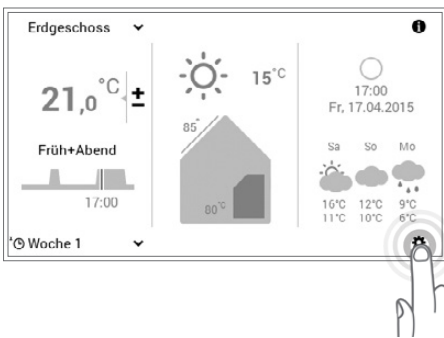 Erdgeschoss
21,0 °C ±
Früh+Abend
17:00
Woche 1
15°C
85°
80°C
17:00
Fr, 17.04.2015
Sa So Mo
16°C 12°C 9°C
11°C 10°C 6°C